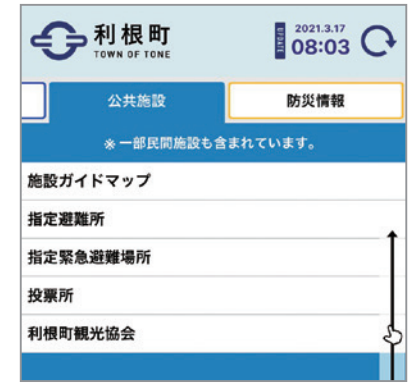 利根町
TOWN OF TONE
UPDATE
2021.3.17
08:03
公共施設
防災情報
※ 一部民間施設も含まれています。
施設ガイドマップ
指定避難所
指定緊急避難場所
投票所
利根町観光協会